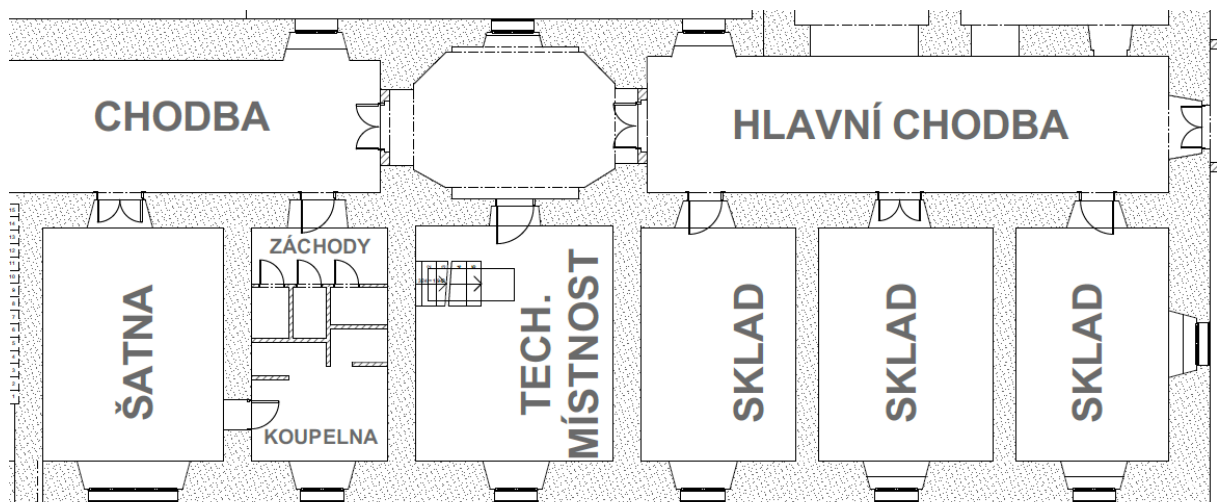 CHODBA
HLAVNÍ CHODBA
ZÁCHODY
ŠATNA
KOUPELNA
TECH.
MÍSTNOST
SKLAD
SKLAD
SKLAD